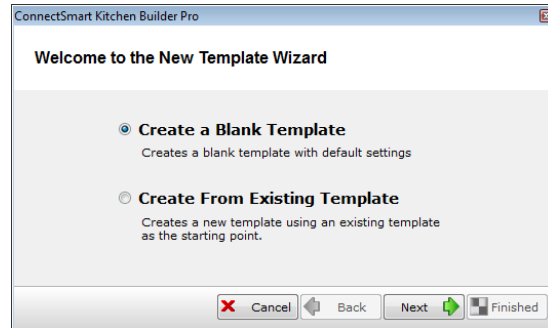 ConnectSmart Kitchen Builder Pro
Welcome to the New Template Wizard
Create a Blank Template
Creates a blank template with default settings
Create From Existing Template
Creates a new template using an existing template
as the starting point.
Cancel Back Next Finished